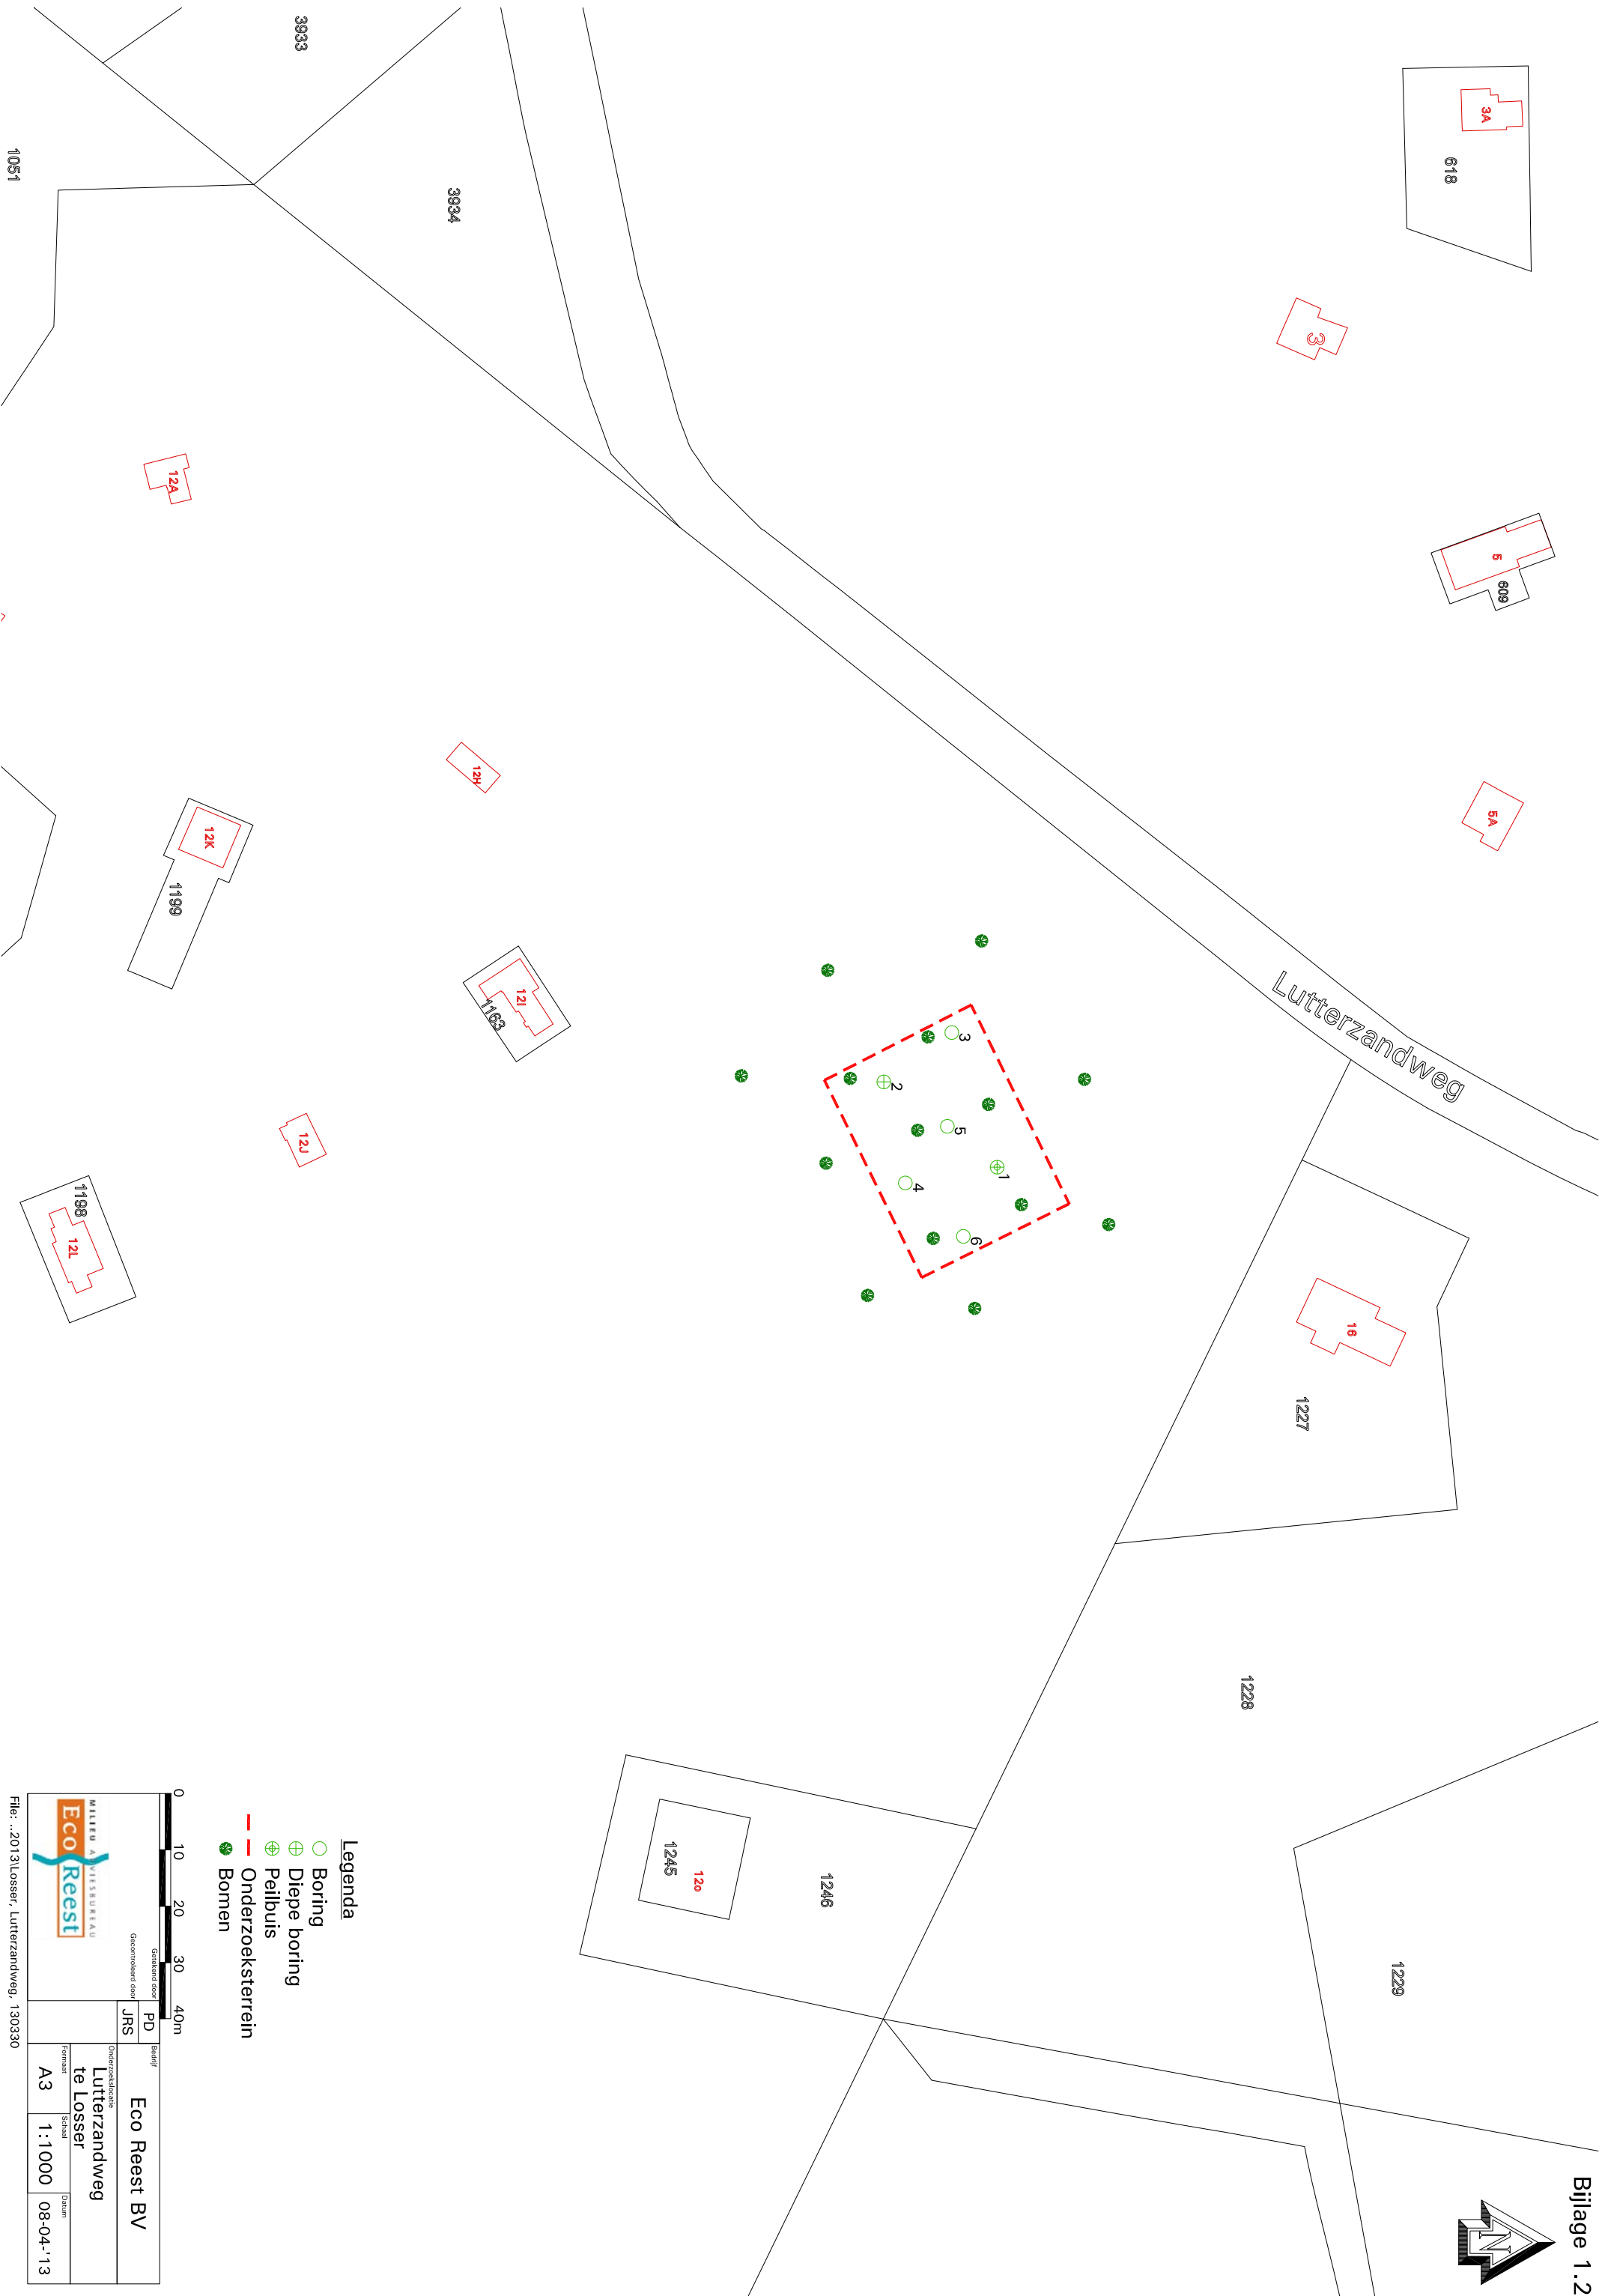 Bijlage 1.2
N
3A
618
3
5
609
5A
Lutterzandweg
16
1227
1228
1229
3933
3934
1051
12A
12H
12K
1199
12I
1163
12J
1198
12L
3
2
5
1
4
6
1246
12o
1245
Legenda
Boring
Diepe boring
Peilbuis
Onderzoeksterrein
Bomen
0 10 20 30 40m
MILIEU ADVIESBUREAU
Eco Reest
Getekend door PD
Gecontroleerd door JRS
Bedrijf
Eco Reest BV
Onderzoekslocatie
Lutterzandweg
te Losser
Formaat
A3
Schaal
1:1000
Datum
08-04-'13
File: ..2013\Losser, Lutterzandweg, 130330